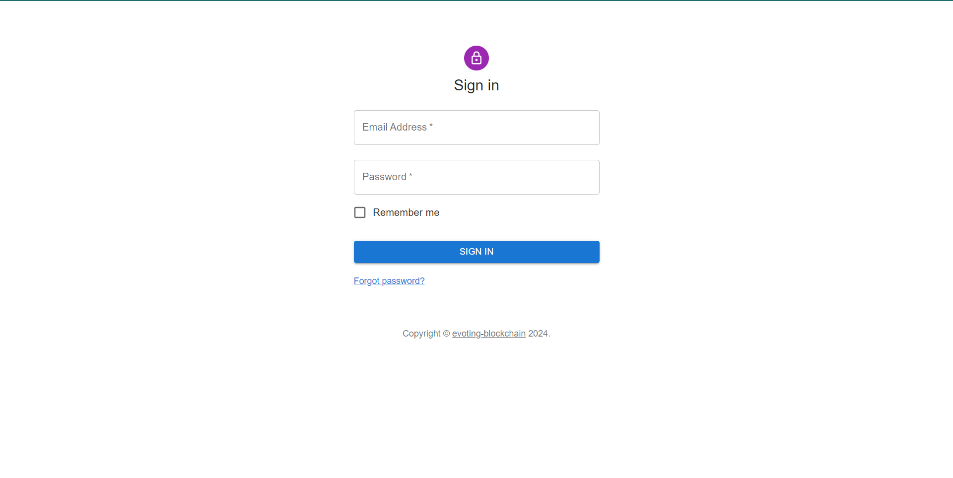 Sign in
Email Address *
Password *
Remember me
SIGN IN
Forgot password?
Copyright © evoting-blockchain 2024.